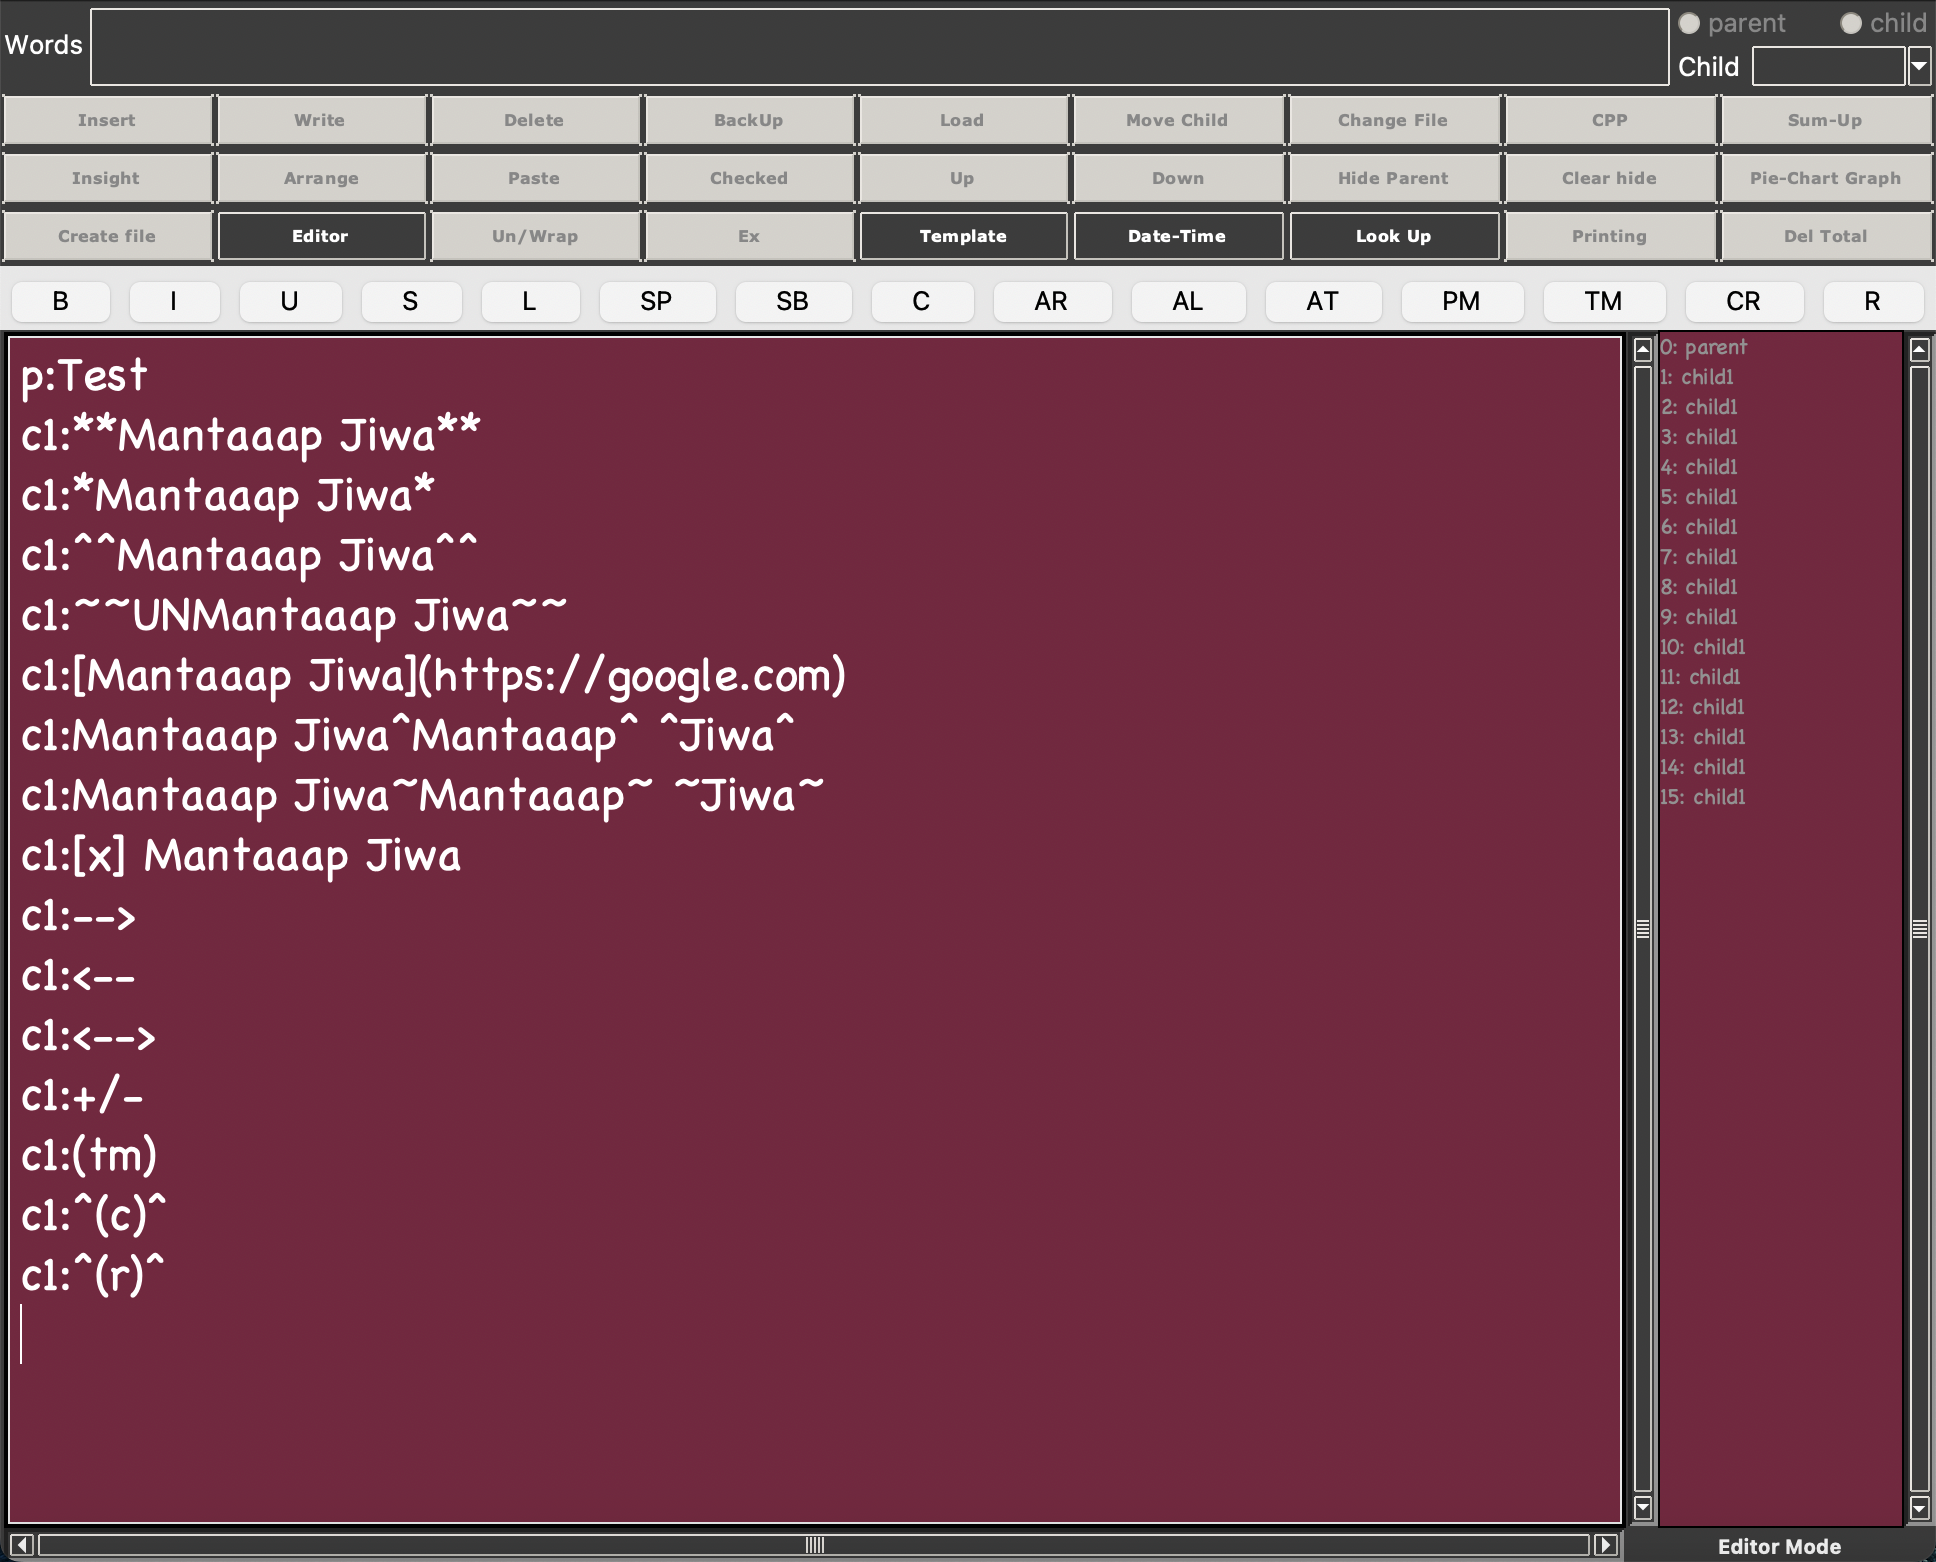 Words
parent child
Child
Insert Write Delete BackUp Load Move Child Change File CPP Sum-Up
Insight Arrange Paste Checked Up Down Hide Parent Clear hide Pie-Chart Graph
Create file Editor Un/Wrap Ex Template Date-Time Look Up Printing Del Total
B I U S L SP SB C AR AL AT PM TM CR R
p:Test
c1:**Mantaaap Jiwa**
c1:*Mantaaap Jiwa*
c1:^^Mantaaap Jiwa^^
c1:~~UNMantaaap Jiwa~~
c1:[Mantaaap Jiwa](https://google.com)
c1:Mantaaap Jiwa^Mantaaap^ ^Jiwa^
c1:Mantaaap Jiwa~Mantaaap~ ~Jiwa~
c1:[x] Mantaaap Jiwa
c1:-->
c1:<--
c1:<-->
c1:+/-
c1:(tm)
c1:^(c)^
c1:^(r)^
0: parent
1: child1
2: child1
3: child1
4: child1
5: child1
6: child1
7: child1
8: child1
9: child1
10: child1
11: child1
12: child1
13: child1
14: child1
15: child1
Editor Mode